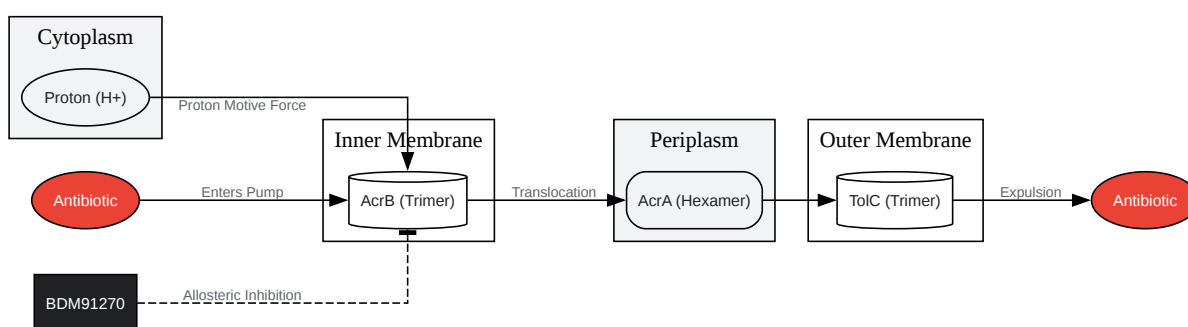 Cytoplasm
Proton (H+)
Proton Motive Force
Inner Membrane
Periplasm
Outer Membrane
Antibiotic
Enters Pump
AcrB (Trimer)
Translocation
AcrA (Hexamer)
TolC (Trimer)
Expulsion
Antibiotic
BDM91270
Allosteric Inhibition